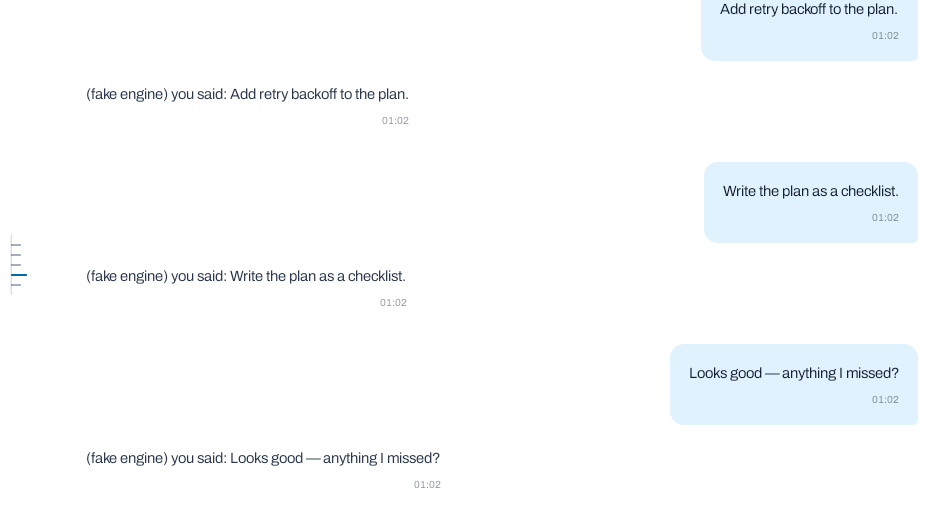 Add retry backoff to the plan.
01:02
(fake engine) you said: Add retry backoff to the plan.
01:02
Write the plan as a checklist.
01:02
(fake engine) you said: Write the plan as a checklist.
01:02
Looks good — anything I missed?
01:02
(fake engine) you said: Looks good — anything I missed?
01:02